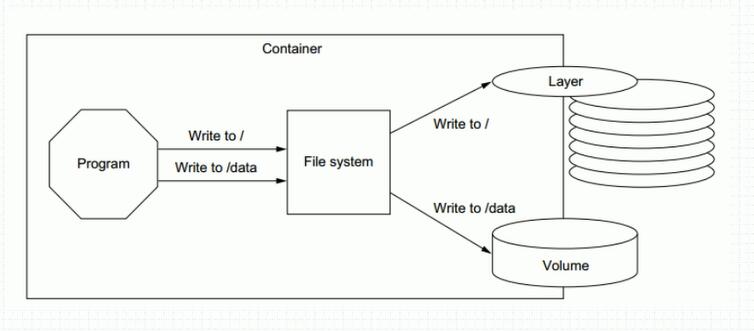 Container
Layer
Write to /
Write to /
Program
Write to /data
File system
Write to /data
Volume